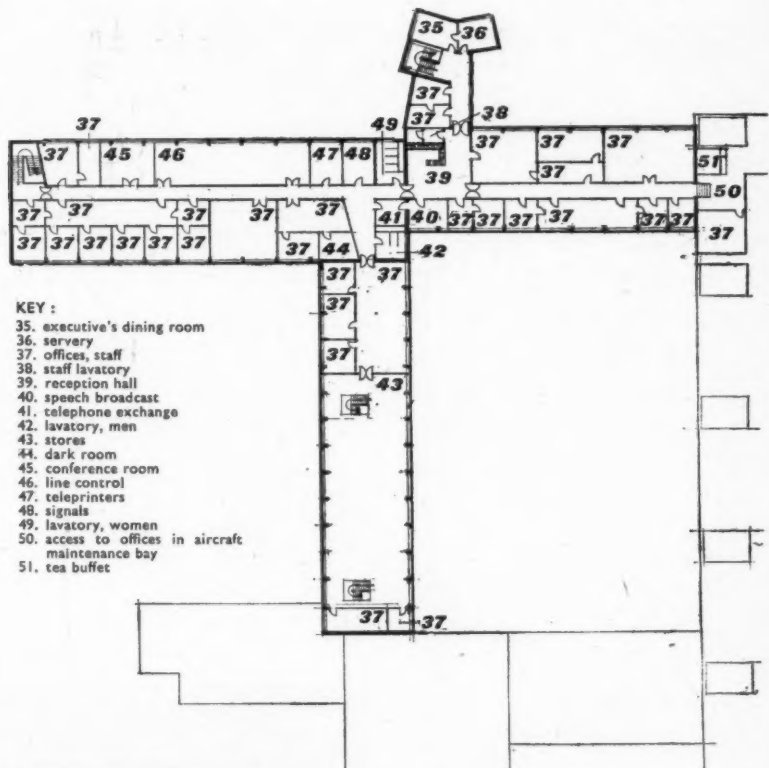 35 36
37
37 38
37 49
37 45 46 47 48 39 37 37 37 51
37
50
37 37 37 37 37 41 40 37 37 37 37 37 37
37 37 37 37 37 37 37 44 42 37
37 37
37
37
43
37
37
KEY :
35. executive's dining room
36. servery
37. offices, staff
38. staff lavatory
39. reception hall
40. speech broadcast
41. telephone exchange
42. lavatory, men
43. stores
44. dark room
45. conference room
46. line control
47. teleprinters
48. signals
49. lavatory, women
50. access to offices in aircraft
maintenance bay
51. tea buffet